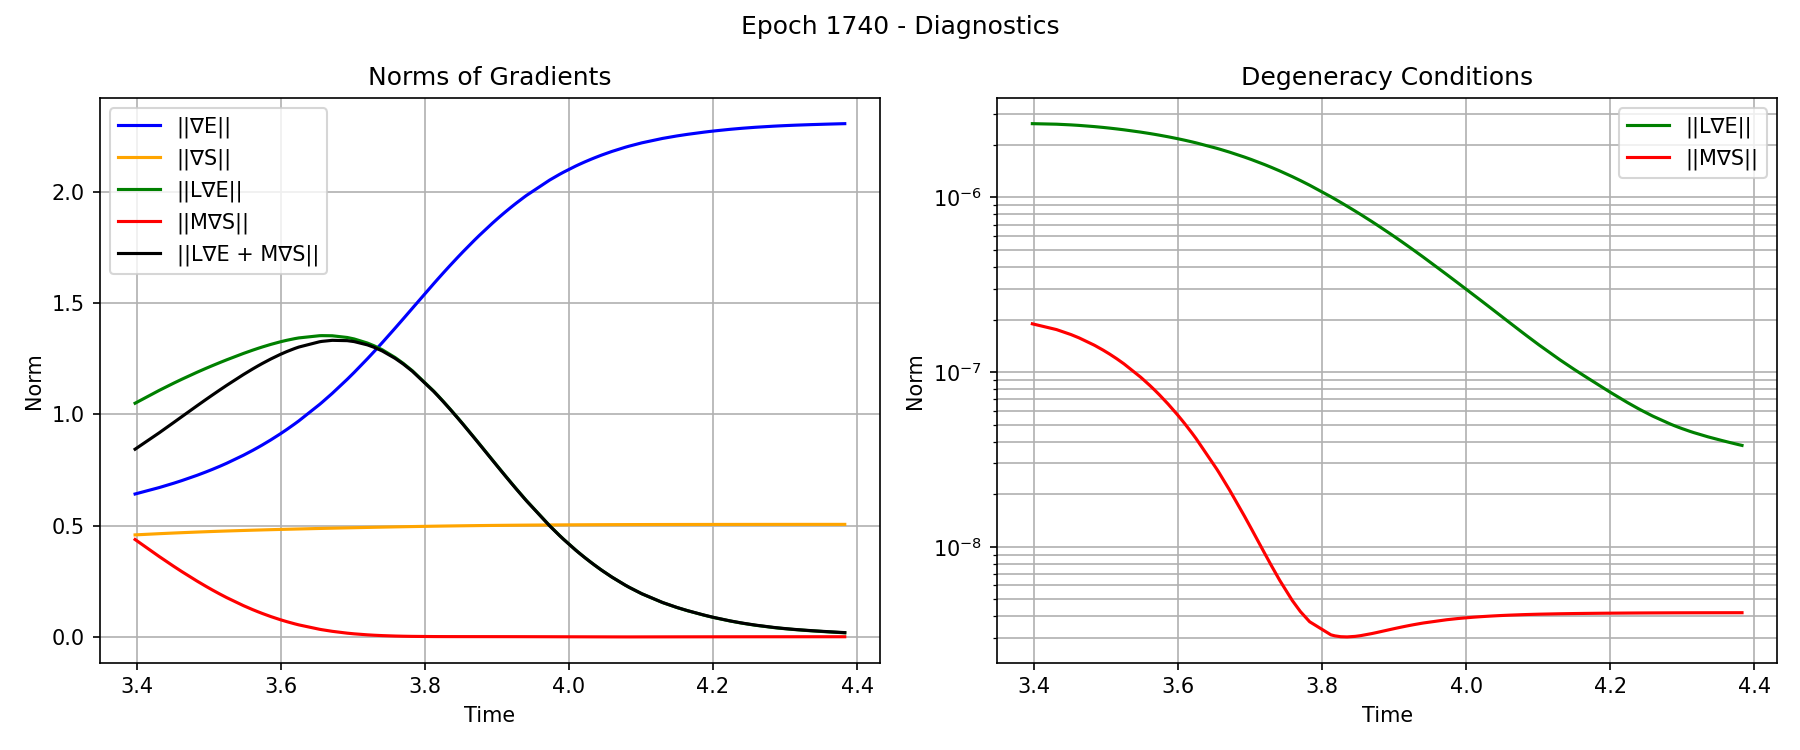 Epoch 1740 - Diagnostics
Norms of Gradients
||∇E||
||∇S||
||L∇E||
||M∇S||
||L∇E + M∇S||
Norm
2.0
1.5
1.0
0.5
0.0
3.4 3.6 3.8 4.0 4.2 4.4
Time
Degeneracy Conditions
||L∇E||
||M∇S||
Norm
10⁻⁶
10⁻⁷
10⁻⁸
3.4 3.6 3.8 4.0 4.2 4.4
Time